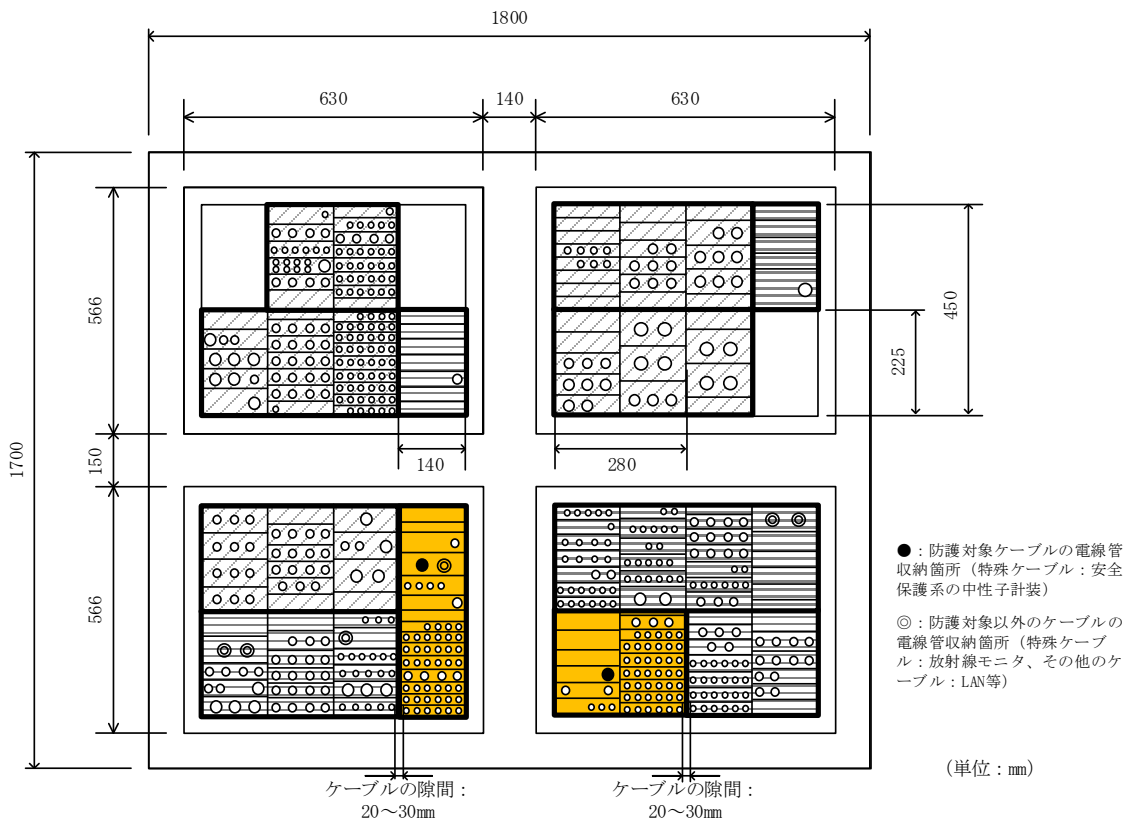 1800
630
140
630
566
450
225
1700
150
140
280
566
●：防護対象ケーブルの電線管
収納箇所（特殊ケーブル：安全
保護系の中性子計装）
◎：防護対象以外のケーブルの
電線管収納箇所（特殊ケーブ
ル：放射線モニタ、その他のケ
ーブル：LAN等）
（単位：mm）
ケーブルの隙間：
20～30mm
ケーブルの隙間：
20～30mm